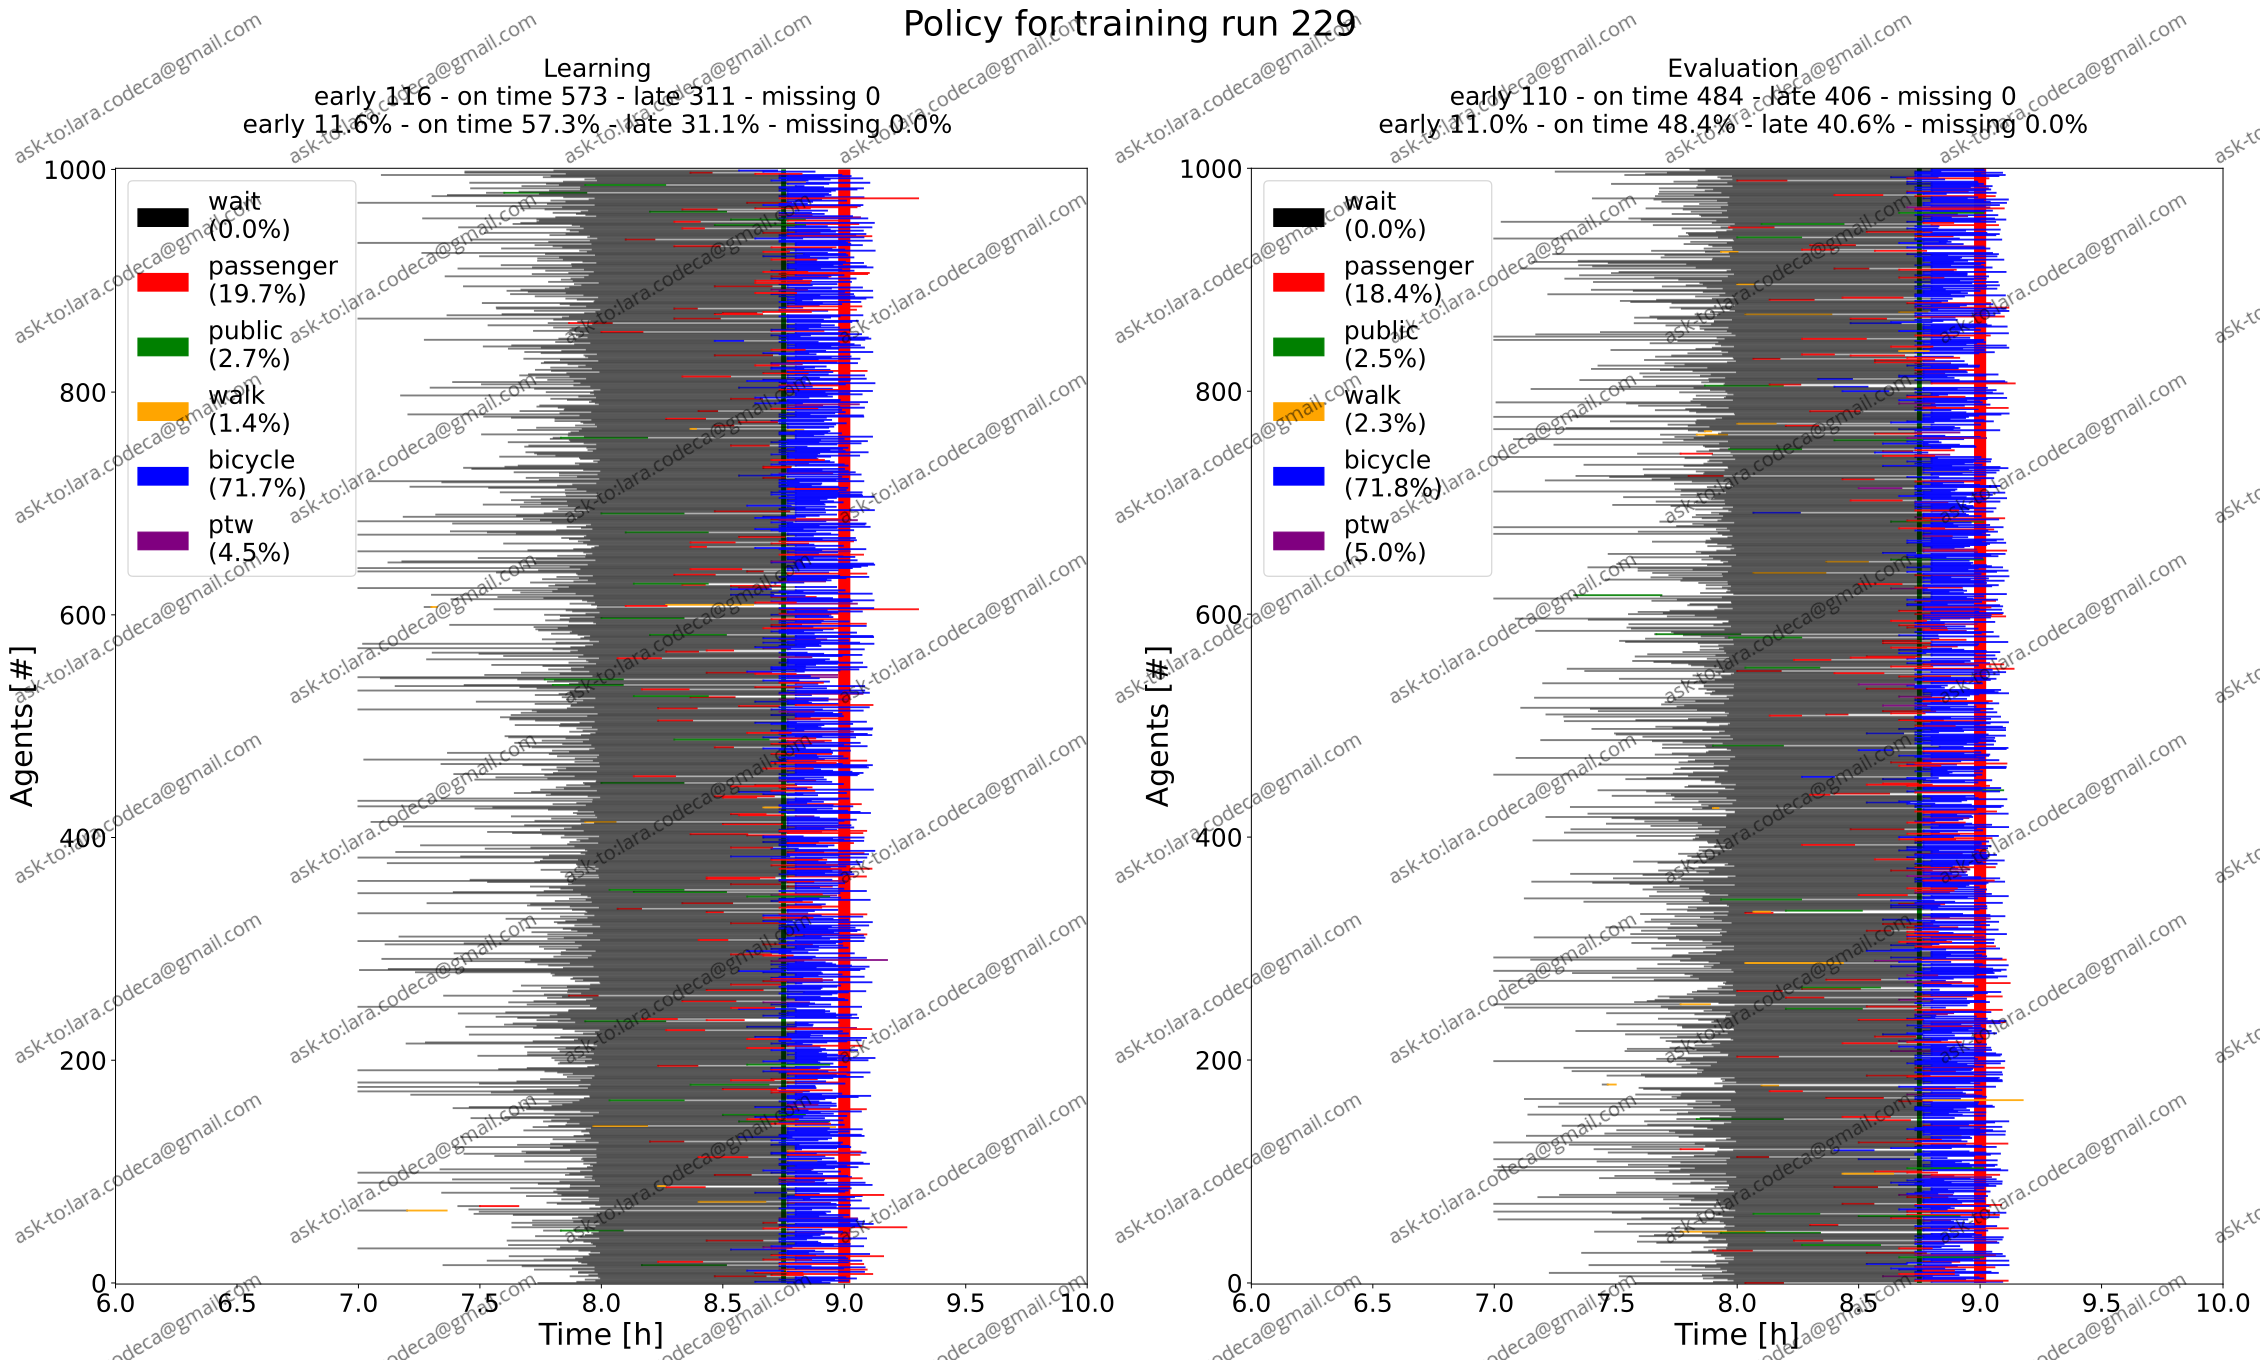 Policy for training run 229
Learning
early 116 - on time 573 - late 311 - missing 0
early 11.6% - on time 57.3% - late 31.1% - missing 0.0%
1000
800
600
400
200
0
Agents [#]
wait
(0.0%)
passenger
(19.7%)
public
(2.7%)
walk
(1.4%)
bicycle
(71.7%)
ptw
(4.5%)
6.0 6.5 7.0 7.5 8.0 8.5 9.0 9.5 10.0
Time [h]
Evaluation
early 110 - on time 484 - late 406 - missing 0
early 11.0% - on time 48.4% - late 40.6% - missing 0.0%
1000
800
600
400
200
0
Agents [#]
wait
(0.0%)
passenger
(18.4%)
public
(2.5%)
walk
(2.3%)
bicycle
(71.8%)
ptw
(5.0%)
6.0 6.5 7.0 7.5 8.0 8.5 9.0 9.5 10.0
Time [h]
ask-to:lara.codeca@gmail.com